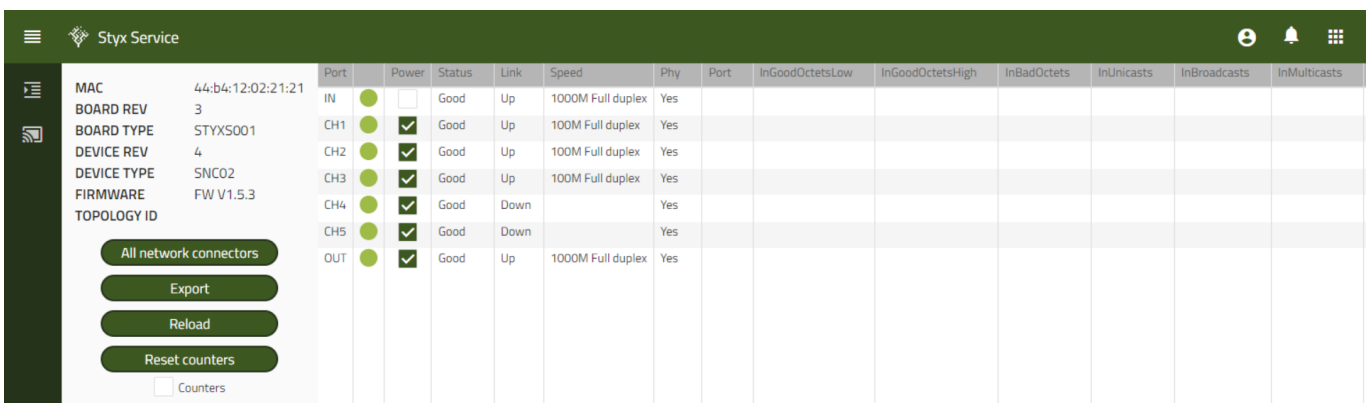 Styx Service
MAC 44:b4:12:02:21:21
BOARD REV 3
BOARD TYPE STYXS001
DEVICE REV 4
DEVICE TYPE SNC02
FIRMWARE FW V1.5.3
TOPOLOGY ID
All network connectors
Export
Reload
Reset counters
Counters
Port Power Status Link Speed Phy Port InGoodOctetsLow InGoodOctetsHigh InBadOctets InUnicasts InBroadcasts InMulticasts
IN Good Up 1000M Full duplex Yes
CH1 Good Up 100M Full duplex Yes
CH2 Good Up 100M Full duplex Yes
CH3 Good Up 100M Full duplex Yes
CH4 Good Down Yes
CH5 Good Down Yes
OUT Good Up 1000M Full duplex Yes